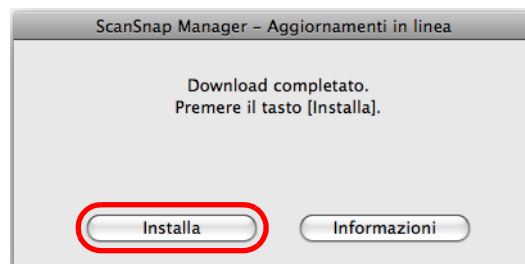 ScanSnap Manager – Aggiornamenti in linea
Download completato.
Premere il tasto [Installa].
Installa
Informazioni